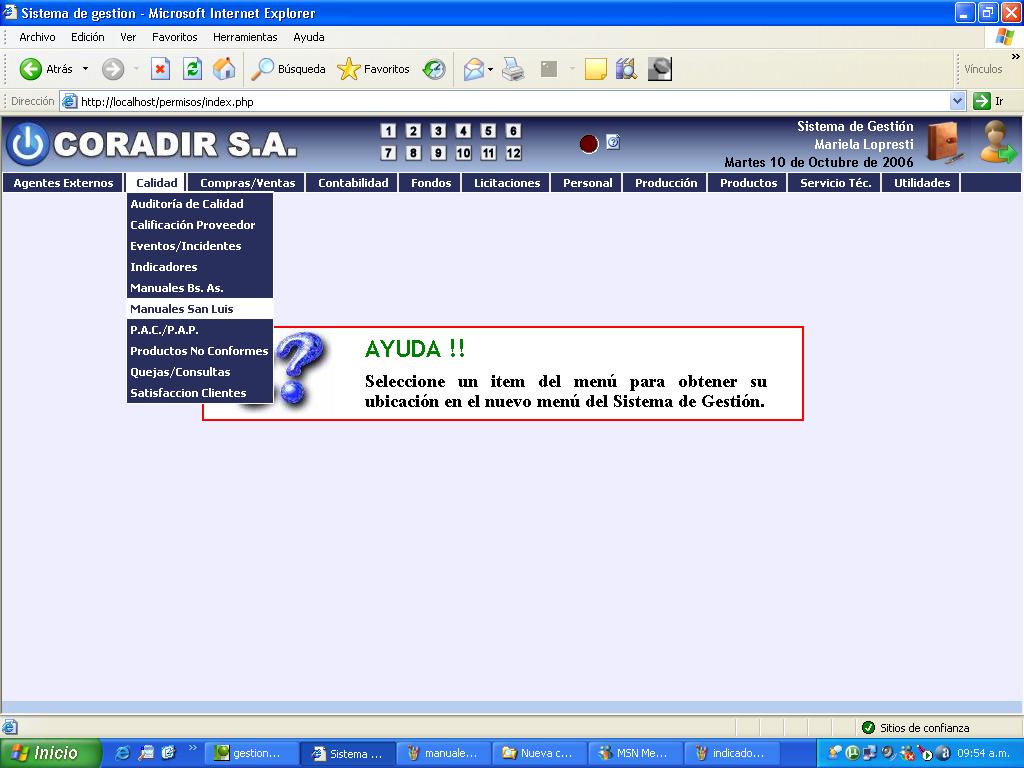 Sistema de gestion - Microsoft Internet Explorer
Archivo Edición Ver Favoritos Herramientas Ayuda
Atrás Búsqueda Favoritos Vínculos
Dirección http://localhost/permisos/index.php Ir
CORADIR S.A.
1 2 3 4 5 6
7 8 9 10 11 12
Sistema de Gestión
Mariela Lopresti
Martes 10 de Octubre de 2006
Agentes Externos Calidad Compras/Ventas Contabilidad Fondos Licitaciones Personal Producción Productos Servicio Téc. Utilidades
Auditoría de Calidad
Calificación Proveedor
Eventos/Incidentes
Indicadores
Manuales Bs. As.
Manuales San Luis
P.A.C./P.A.P.
Productos No Conformes
Quejas/Consultas
Satisfaccion Clientes
AYUDA !!
Seleccione un item del menú para obtener su
ubicación en el nuevo menú del Sistema de Gestión.
Sitios de confianza
Inicio gestion... Sistema ... manuale... Nueva c... MSN Me... indicado... 09:54 a.m.